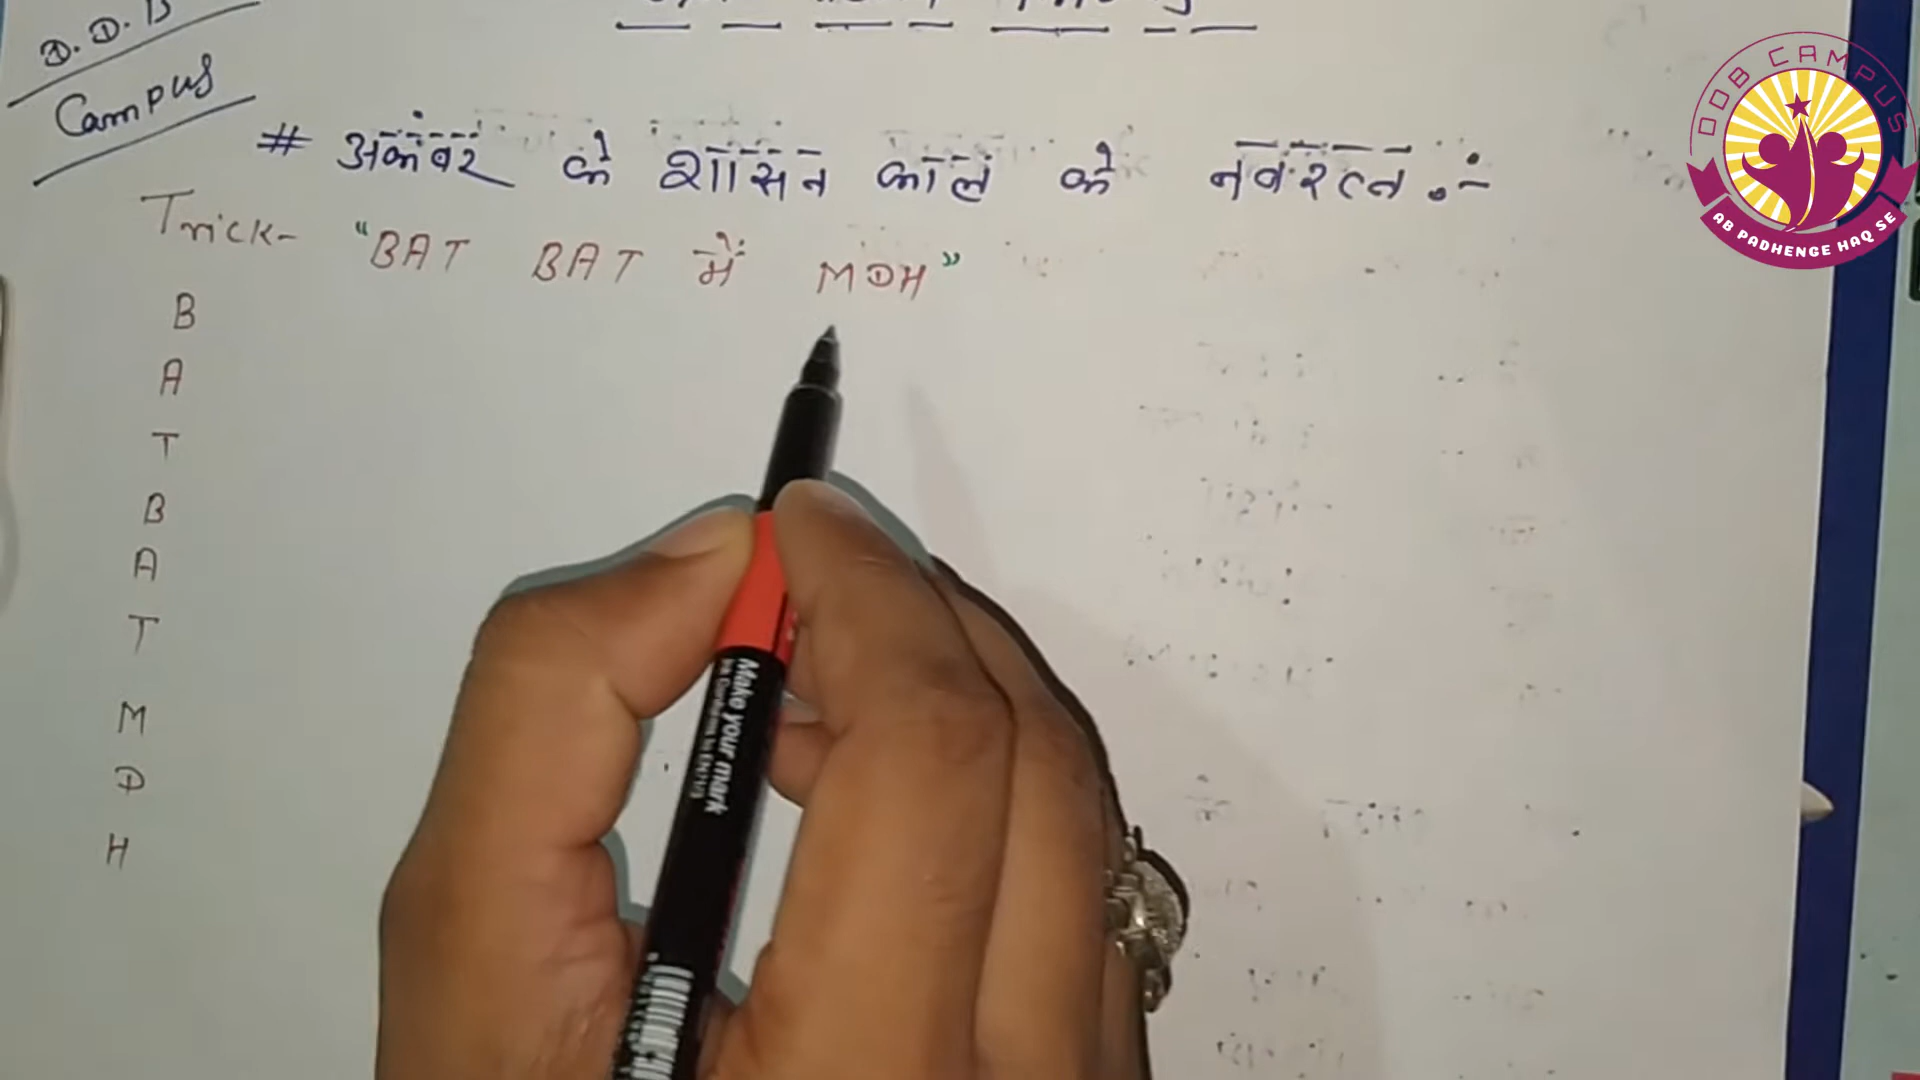 D.D.B
Campus
# अकबर के शासन काल के नवरत्न :-
Trick- "BAT BAT में MDH"
B
A
T
B
A
T
M
D
H
Make your mark
DDB CAMPUS
AB PADHENGE HAQ SE